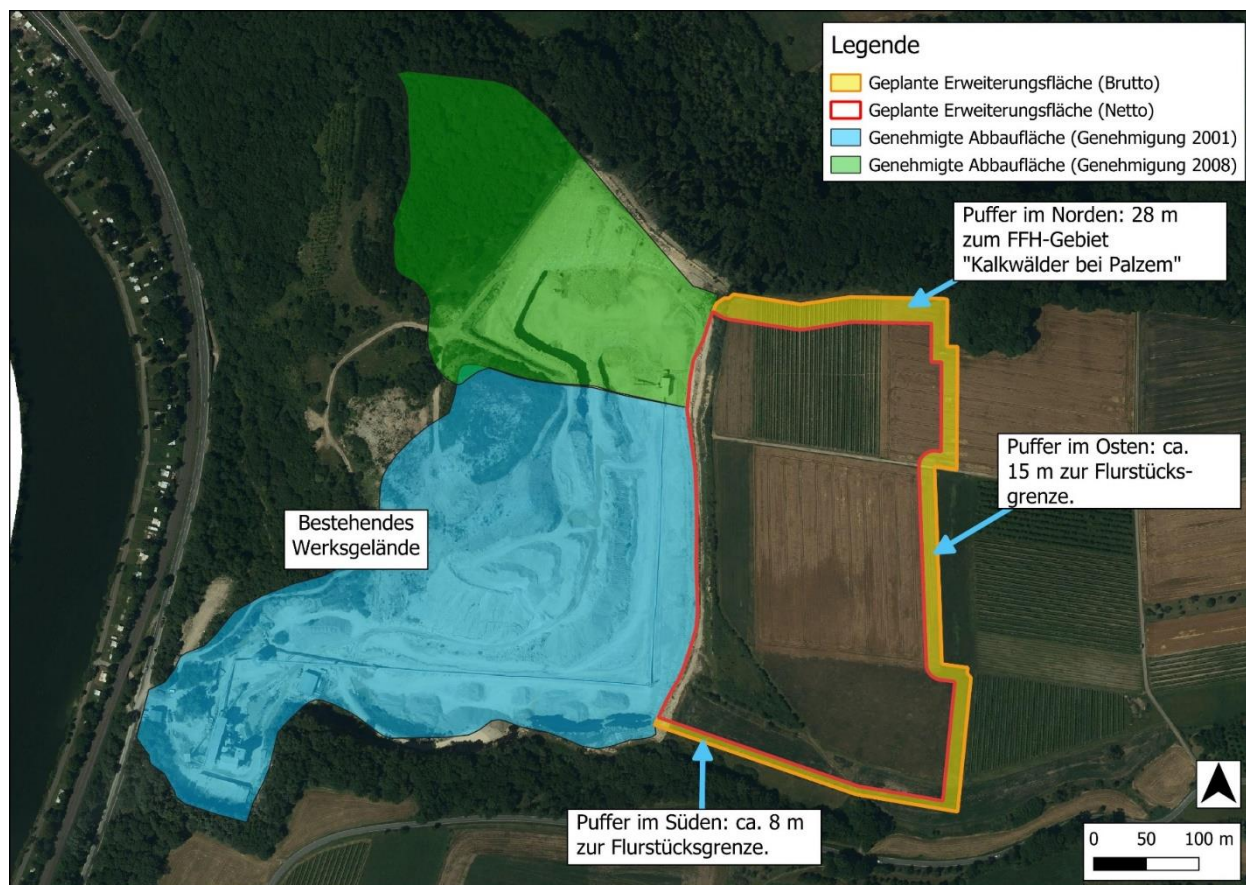 Legende
Geplante Erweiterungsfläche (Brutto)
Geplante Erweiterungsfläche (Netto)
Genehmigte Abbaufläche (Genehmigung 2001)
Genehmigte Abbaufläche (Genehmigung 2008)
Puffer im Norden: 28 m
zum FFH-Gebiet
"Kalkwälder bei Palzem"
Puffer im Osten: ca.
15 m zur Flurstücks-
grenze.
Bestehendes
Werksgelände
Puffer im Süden: ca. 8 m
zur Flurstücksgrenze.
0 50 100 m